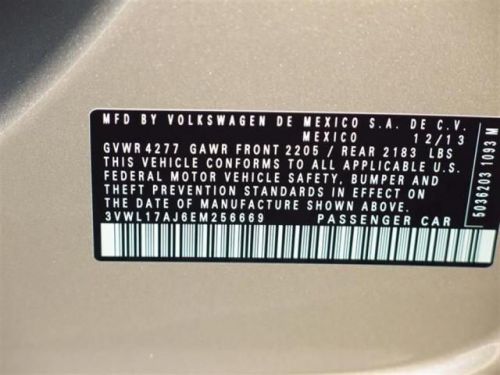 MFD BY VOLKSWAGEN DE MEXICO S.A. DE C.V.
MEXICO 12/13
GVWR 4277 GAWR FRONT 2205 / REAR 2183 LBS
THIS VEHICLE CONFORMS TO ALL APPLICABLE U.S.
FEDERAL MOTOR VEHICLE SAFETY, BUMPER AND
THEFT PREVENTION STANDARDS IN EFFECT ON
THE DATE OF MANUFACTURE SHOWN ABOVE.
3VWL17AJ6EM256669 PASSENGER CAR
5036203 1093 M